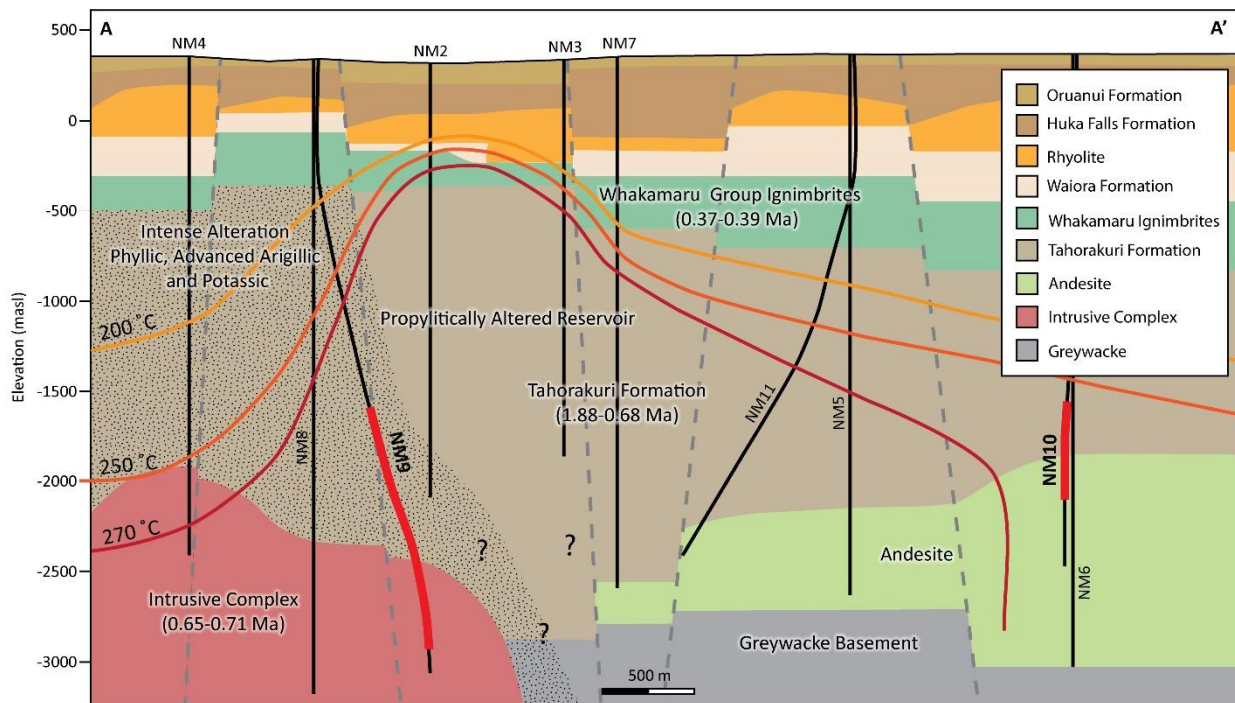 A
A’
NM4
NM2
NM3
NM7
500
0
-500
-1000
-1500
-2000
-2500
-3000
Elevation (masl)
Oruanui Formation
Huka Falls Formation
Rhyolite
Waiora Formation
Whakamaru Ignimbrites
Tahorakuri Formation
Andesite
Intrusive Complex
Greywacke
Whakamaru Group Ignimbrites
(0.37-0.39 Ma)
Intense Alteration
Phyllic, Advanced Arigillic
and Potassic
200 ˚C
Propylitically Altered Reservoir
Tahorakuri Formation
(1.88-0.68 Ma)
NM11
NM5
NM8
NM9
NM10
250 ˚C
270 ˚C
?
?
?
Andesite
NM6
Intrusive Complex
(0.65-0.71 Ma)
Greywacke Basement
500 m